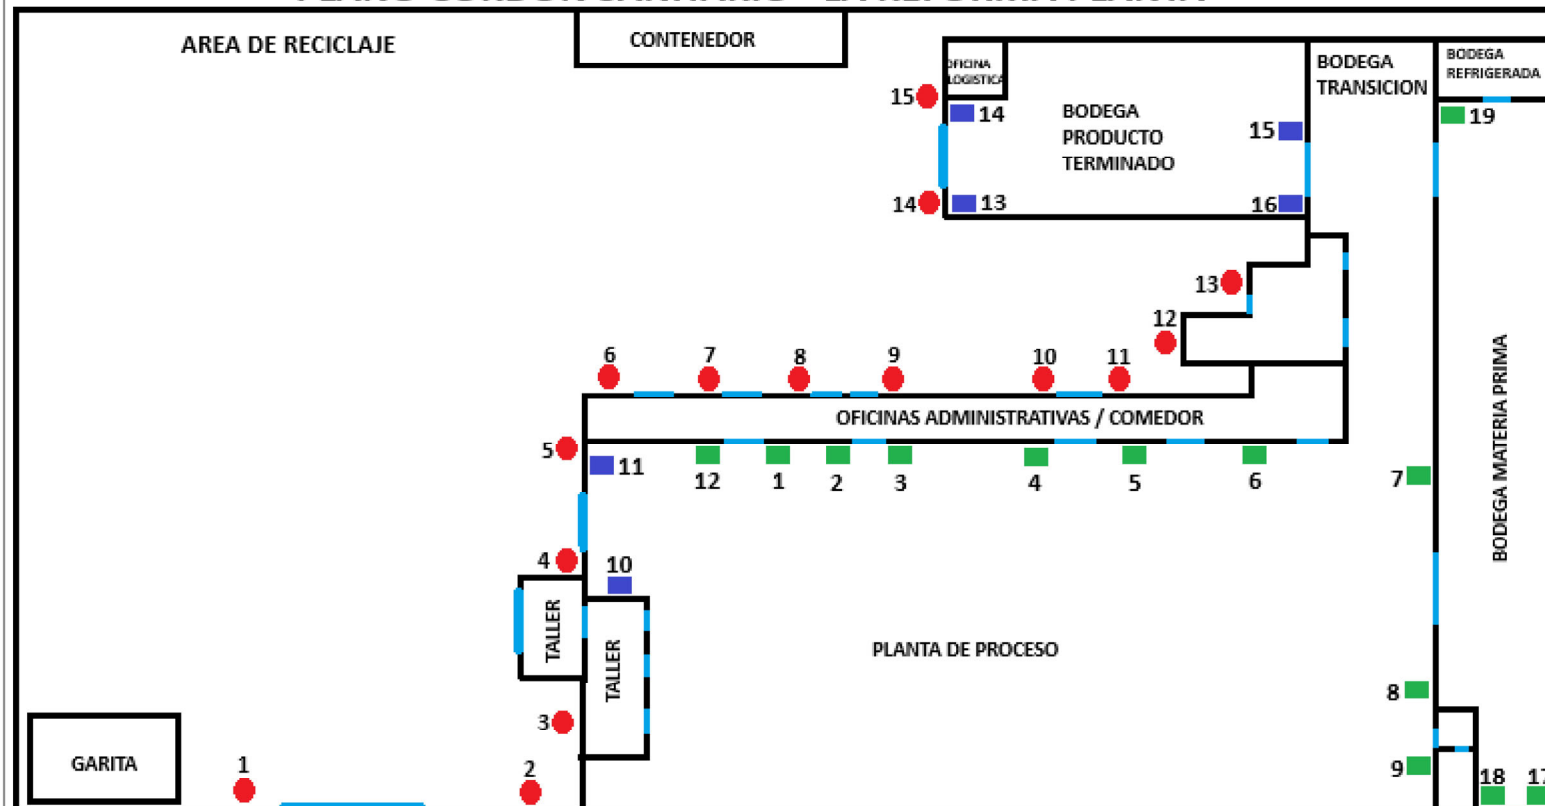 AREA DE RECICLAJE
CONTENEDOR
OFICINA
LOGISTICA
BODEGA
TRANSICION
BODEGA
REFRIGERADA
15
14
BODEGA
PRODUCTO
TERMINADO
15
19
14
13
16
13
12
6
7
8
9
10
11
OFICINAS ADMINISTRATIVAS / COMEDOR
BODEGA MATERIA PRIMA
5
11
12
1
2
3
4
5
6
7
4
10
TALLER
TALLER
PLANTA DE PROCESO
8
3
GARITA
1
2
9
18
17